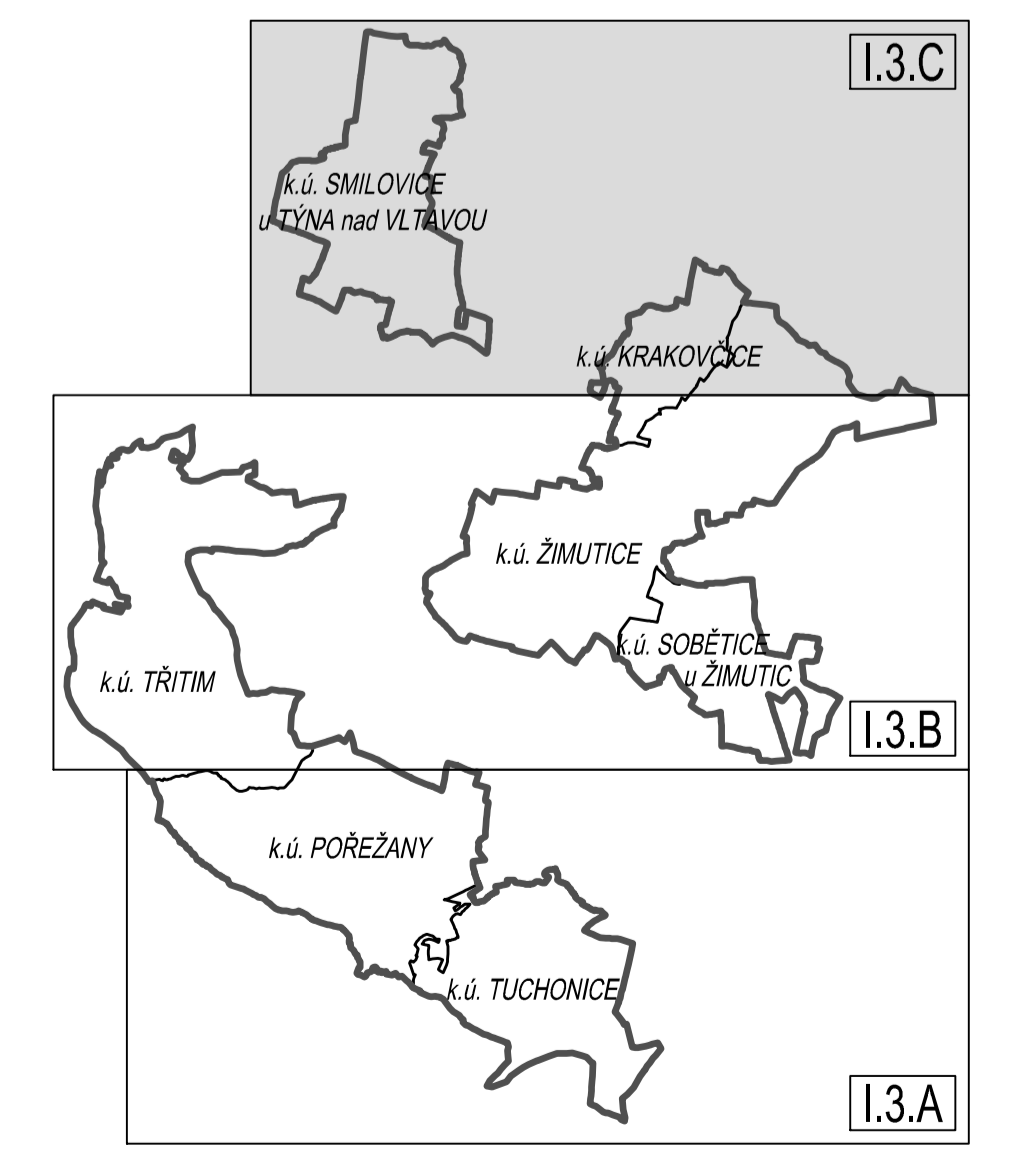 I.3.C
k.ú. SMILOVICE
u TÝNA nad VLTAVOU
k.ú. KRAKOVČICE
k.ú. ŽIMUTICE
k.ú. SOBĚTICE
u ŽIMUTIC
k.ú. TŘITIM
I.3.B
k.ú. POŘEŽANY
k.ú. TUCHONICE
I.3.A